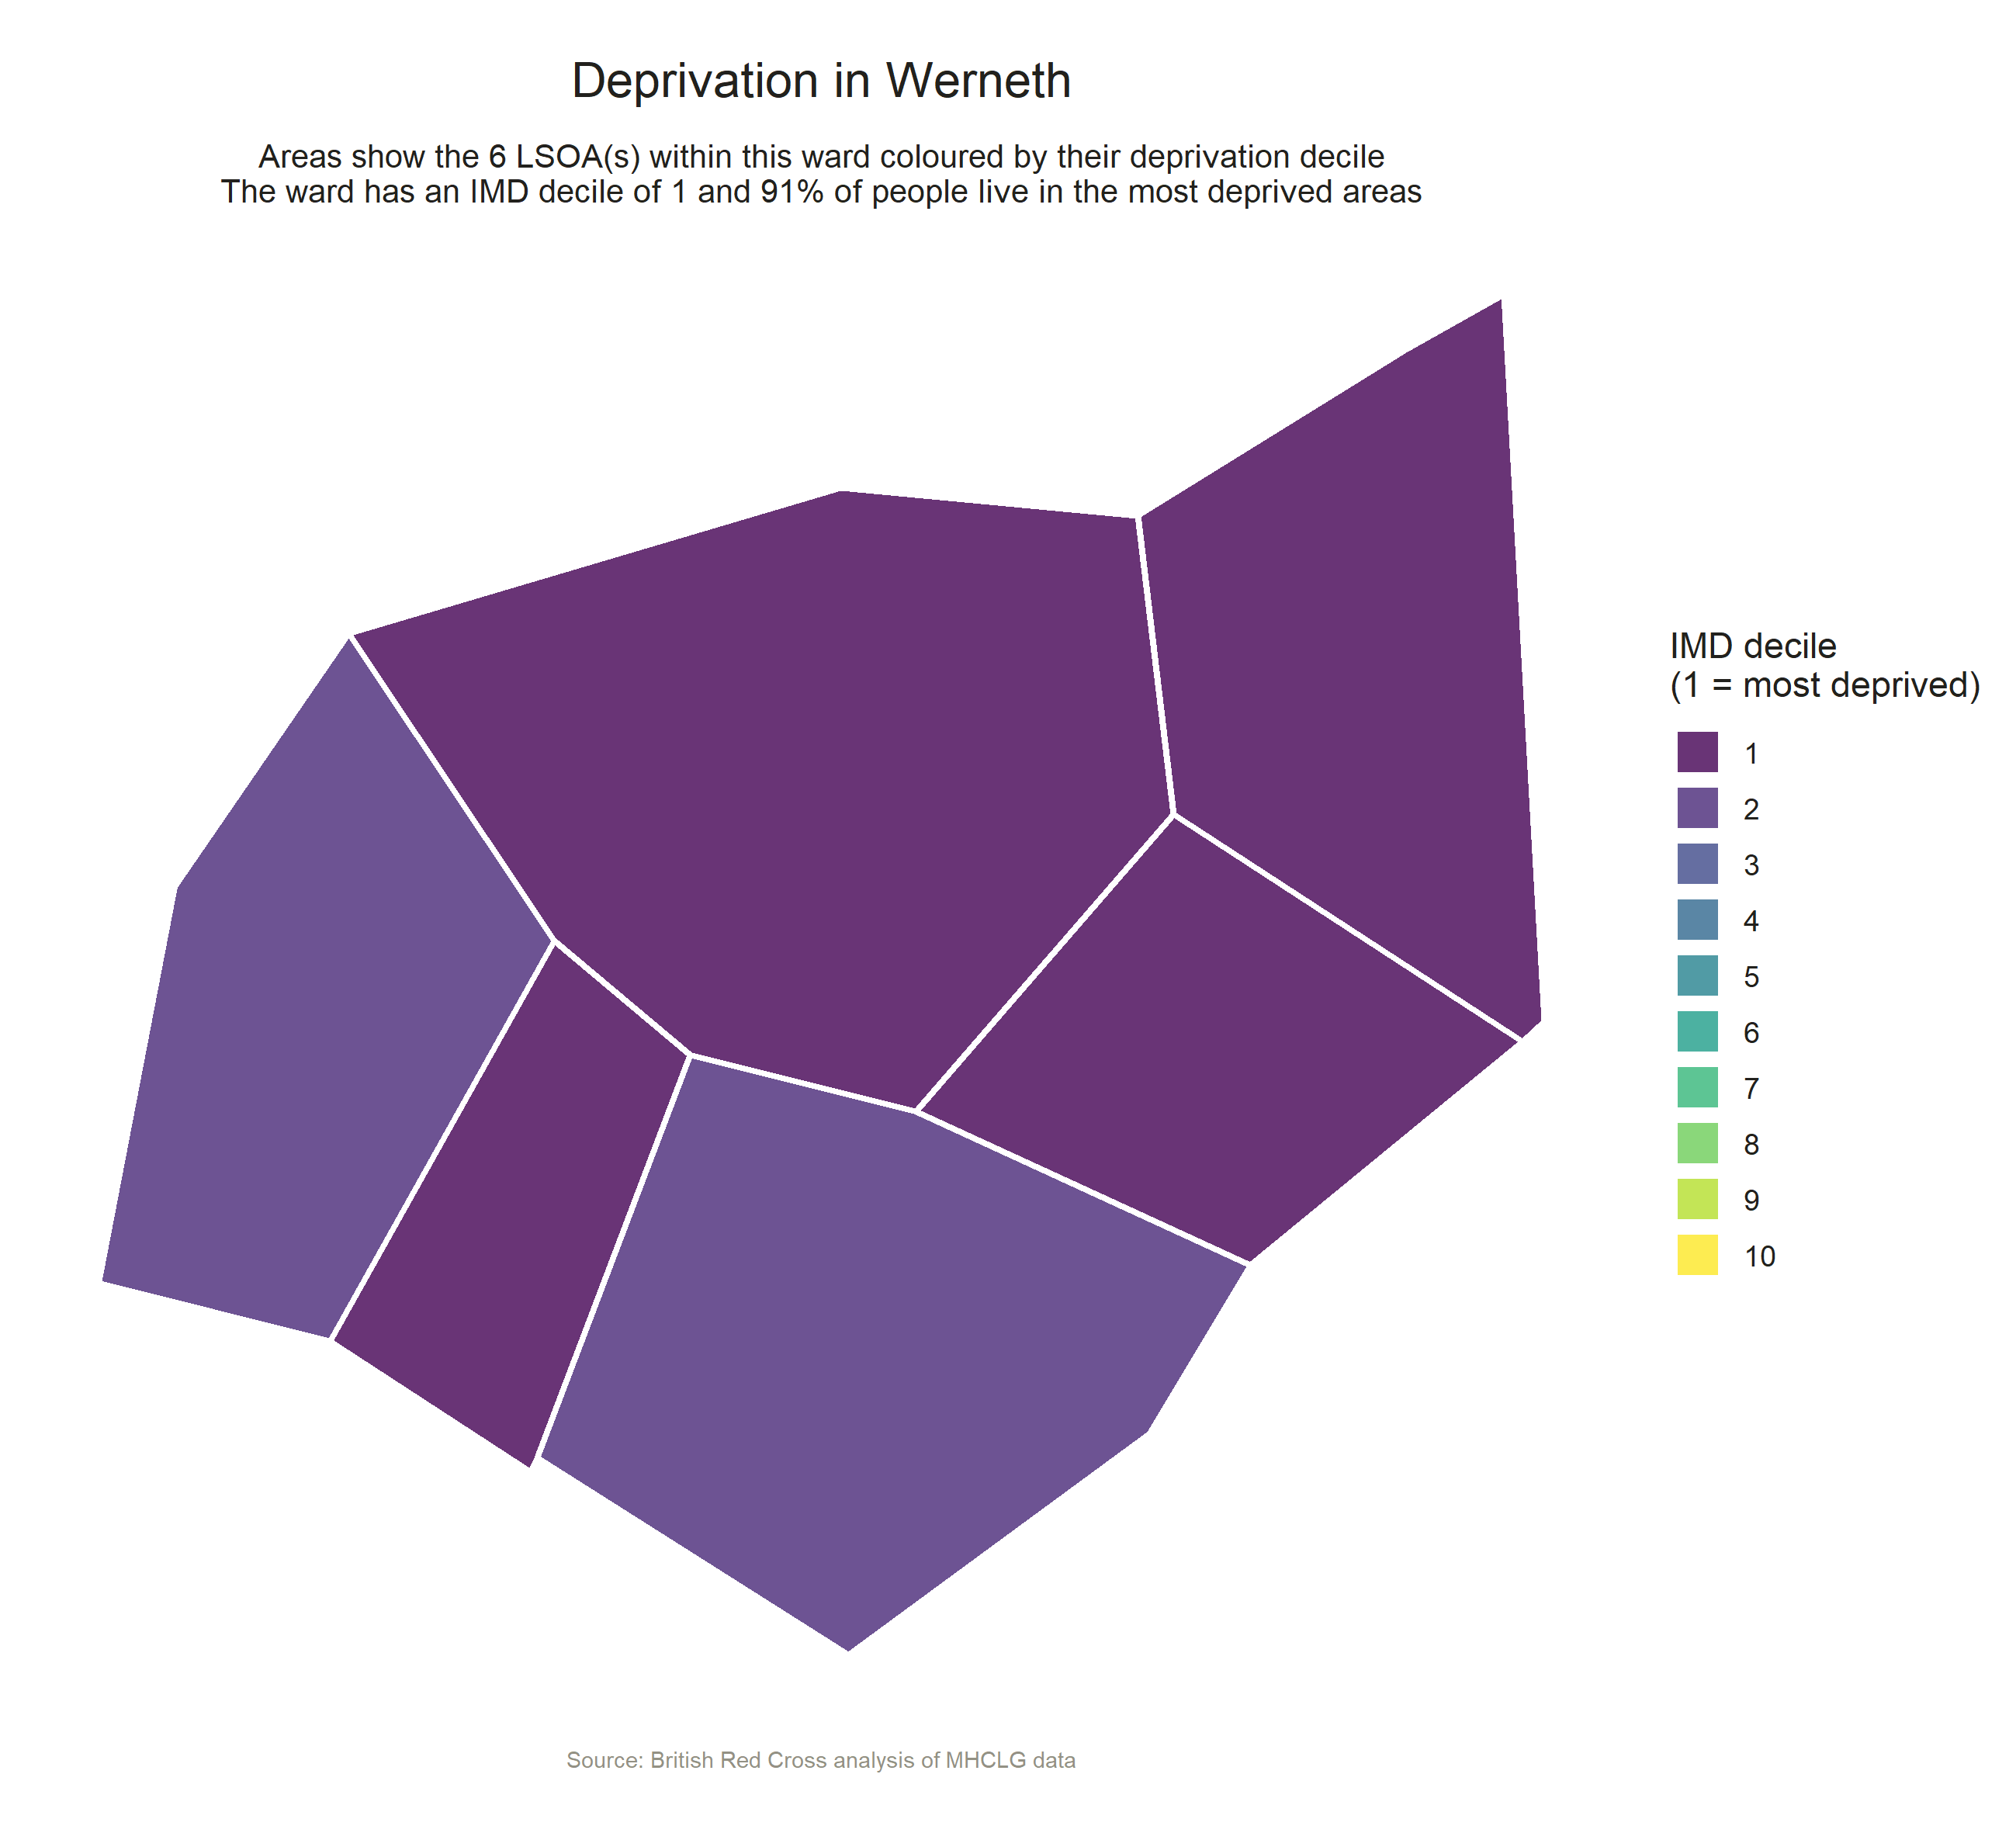 Deprivation in Werneth
Areas show the 6 LSOA(s) within this ward coloured by their deprivation decile
The ward has an IMD decile of 1 and 91% of people live in the most deprived areas
IMD decile
(1 = most deprived)
1
2
3
4
5
6
7
8
9
10
Source: British Red Cross analysis of MHCLG data